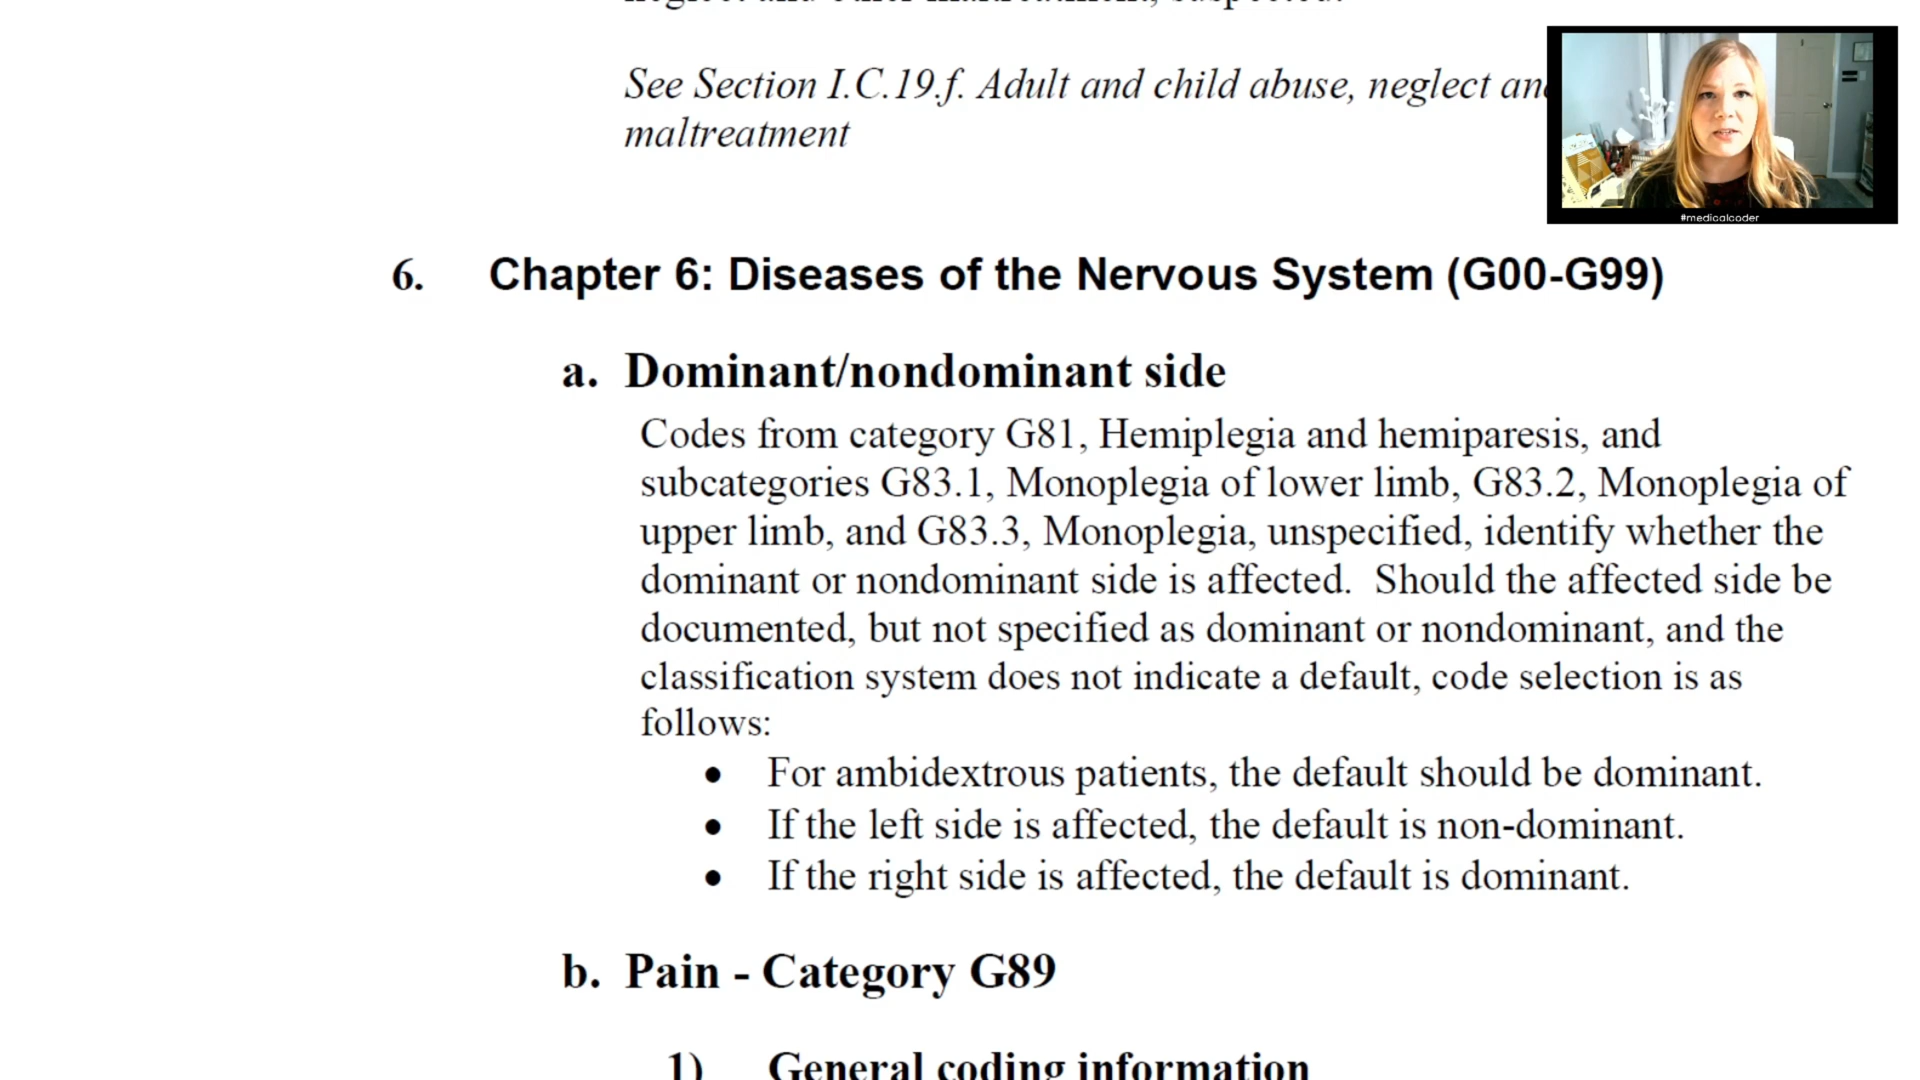 neglect and other maltreatment, suspected.
See Section I.C.19.f. Adult and child abuse, neglect and
maltreatment
#medicalcoder
6. Chapter 6: Diseases of the Nervous System (G00-G99)
a. Dominant/nondominant side
Codes from category G81, Hemiplegia and hemiparesis, and
subcategories G83.1, Monoplegia of lower limb, G83.2, Monoplegia of
upper limb, and G83.3, Monoplegia, unspecified, identify whether the
dominant or nondominant side is affected.  Should the affected side be
documented, but not specified as dominant or nondominant, and the
classification system does not indicate a default, code selection is as
follows:
• For ambidextrous patients, the default should be dominant.
• If the left side is affected, the default is non-dominant.
• If the right side is affected, the default is dominant.
b. Pain - Category G89
1) General coding information